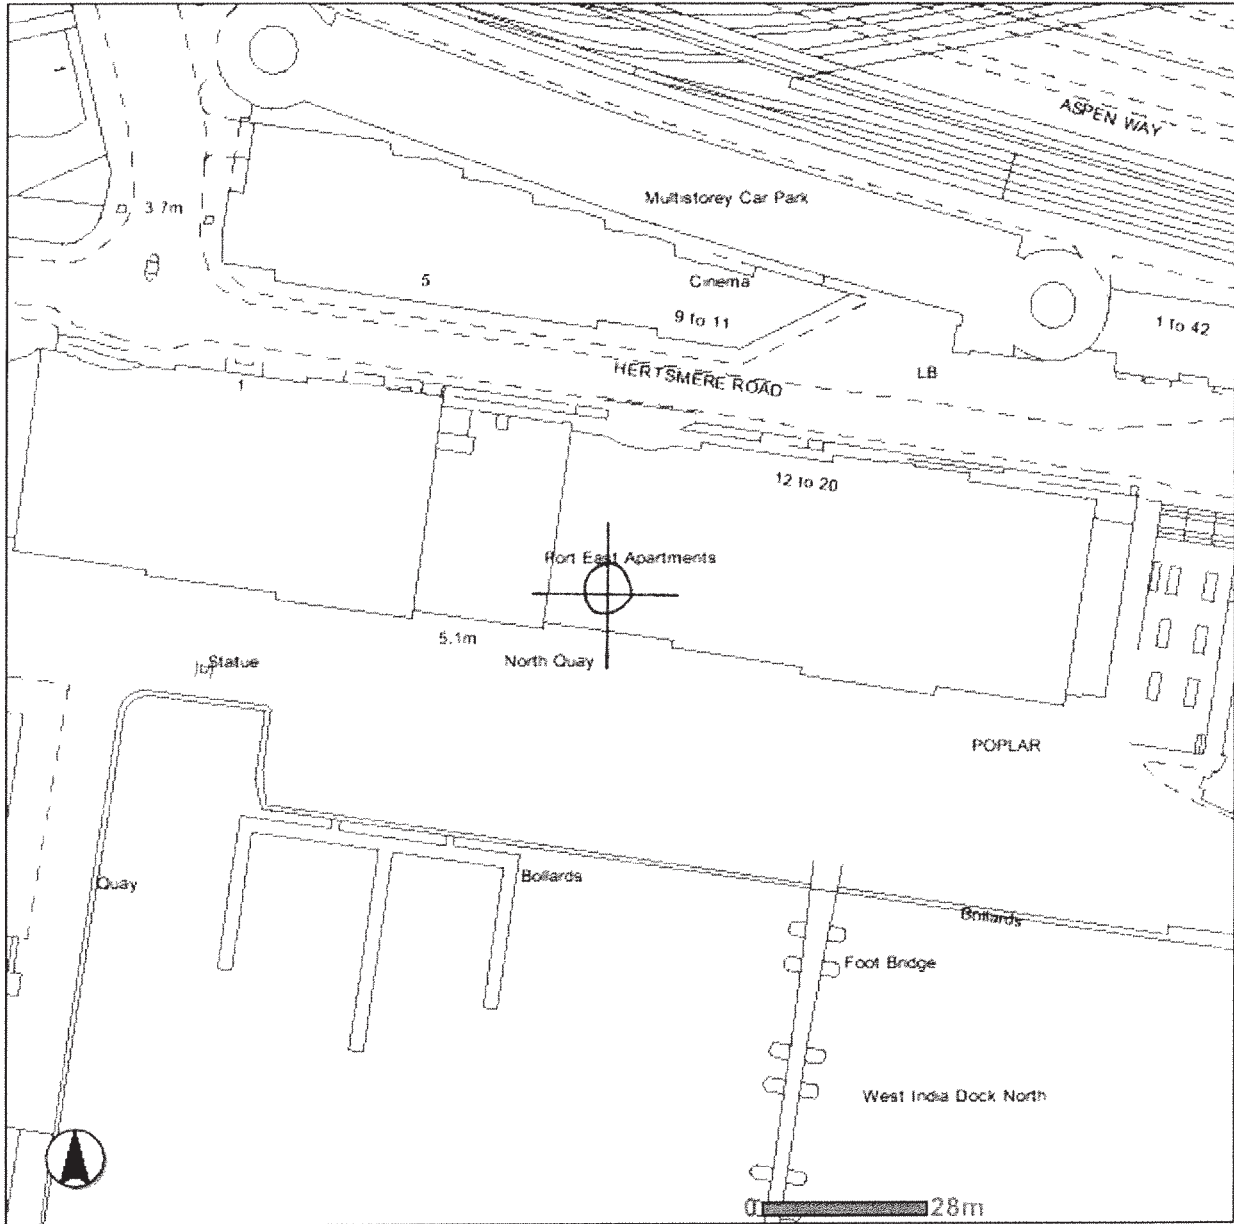 ASPEN WAY
Multistorey Car Park
3.7m
Cinema
5
9 to 11
1 to 42
HERTSMERE ROAD
LB
1
12 to 20
Port East Apartments
5.1m
Statue
North Quay
POPLAR
Quay
Bollards
Bollards
Foot Bridge
West India Dock North
0
28m